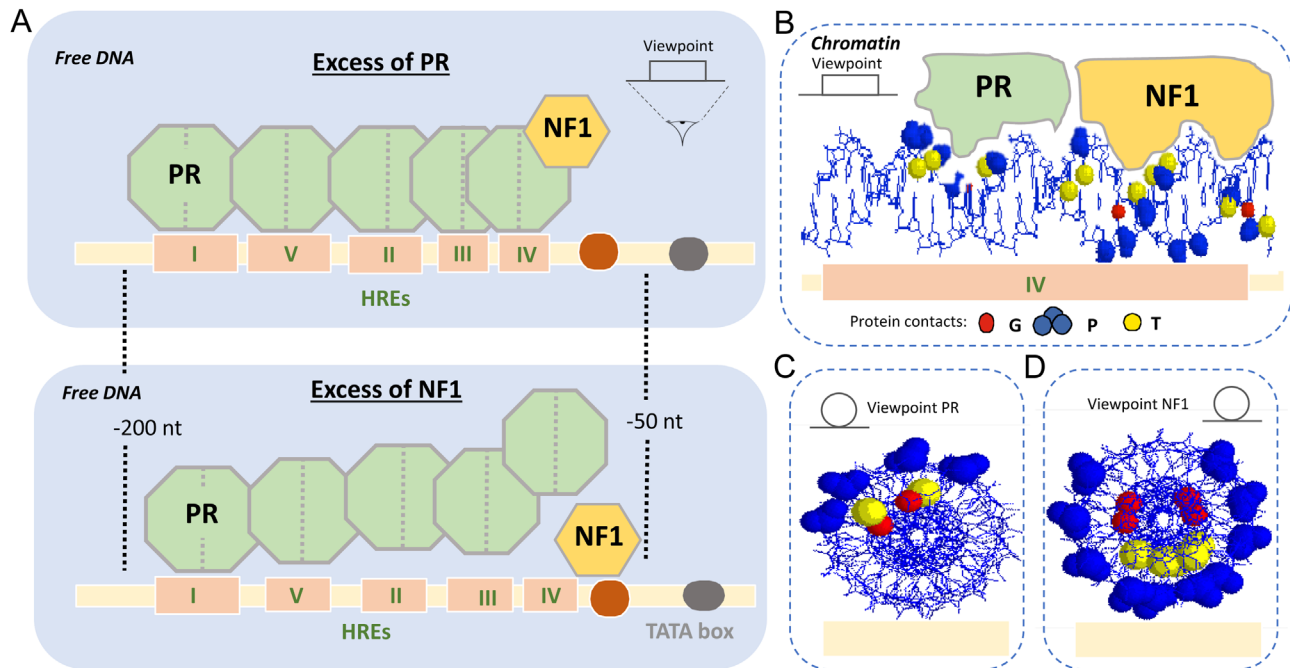 A
Free DNA
Excess of PR
Viewpoint
NF1
PR
I V II III IV
HREs
Free DNA
Excess of NF1
-200 nt
-50 nt
PR
NF1
I V II III IV
HREs
TATA box
B
Chromatin
Viewpoint
PR
NF1
IV
Protein contacts: G P T
C
Viewpoint PR
D
Viewpoint NF1